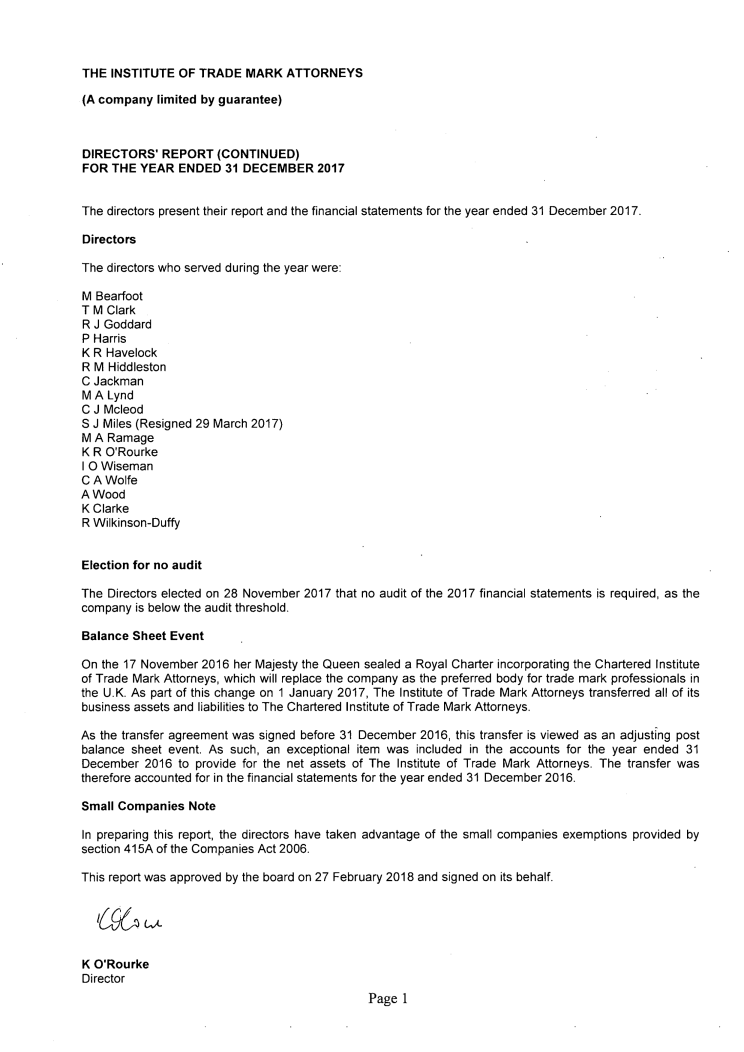 THE INSTITUTE OF TRADE MARK ATTORNEYS
(A company limited by guarantee)
DIRECTORS' REPORT (CONTINUED)
FOR THE YEAR ENDED 31 DECEMBER 2017
The directors present their report and the financial statements for the year ended 31 December 2017.
Directors
The directors who served during the year were:
M Bearfoot
T M Clark
R J Goddard
P Harris
K R Havelock
R M Hiddleston
C Jackman
M A Lynd
C J Mcleod
S J Miles (Resigned 29 March 2017)
M A Ramage
K R O'Rourke
I O Wiseman
C A Wolfe
A Wood
K Clarke
R Wilkinson-Duffy
Election for no audit
The Directors elected on 28 November 2017 that no audit of the 2017 financial statements is required, as the
company is below the audit threshold.
Balance Sheet Event
On the 17 November 2016 her Majesty the Queen sealed a Royal Charter incorporating the Chartered Institute
of Trade Mark Attorneys, which will replace the company as the preferred body for trade mark professionals in
the U.K. As part of this change on 1 January 2017, The Institute of Trade Mark Attorneys transferred all of its
business assets and liabilities to The Chartered Institute of Trade Mark Attorneys.
As the transfer agreement was signed before 31 December 2016, this transfer is viewed as an adjusting post
balance sheet event. As such, an exceptional item was included in the accounts for the year ended 31
December 2016 to provide for the net assets of The Institute of Trade Mark Attorneys. The transfer was
therefore accounted for in the financial statements for the year ended 31 December 2016.
Small Companies Note
In preparing this report, the directors have taken advantage of the small companies exemptions provided by
section 415A of the Companies Act 2006.
This report was approved by the board on 27 February 2018 and signed on its behalf.
K O'Rourke
Director
Page 1